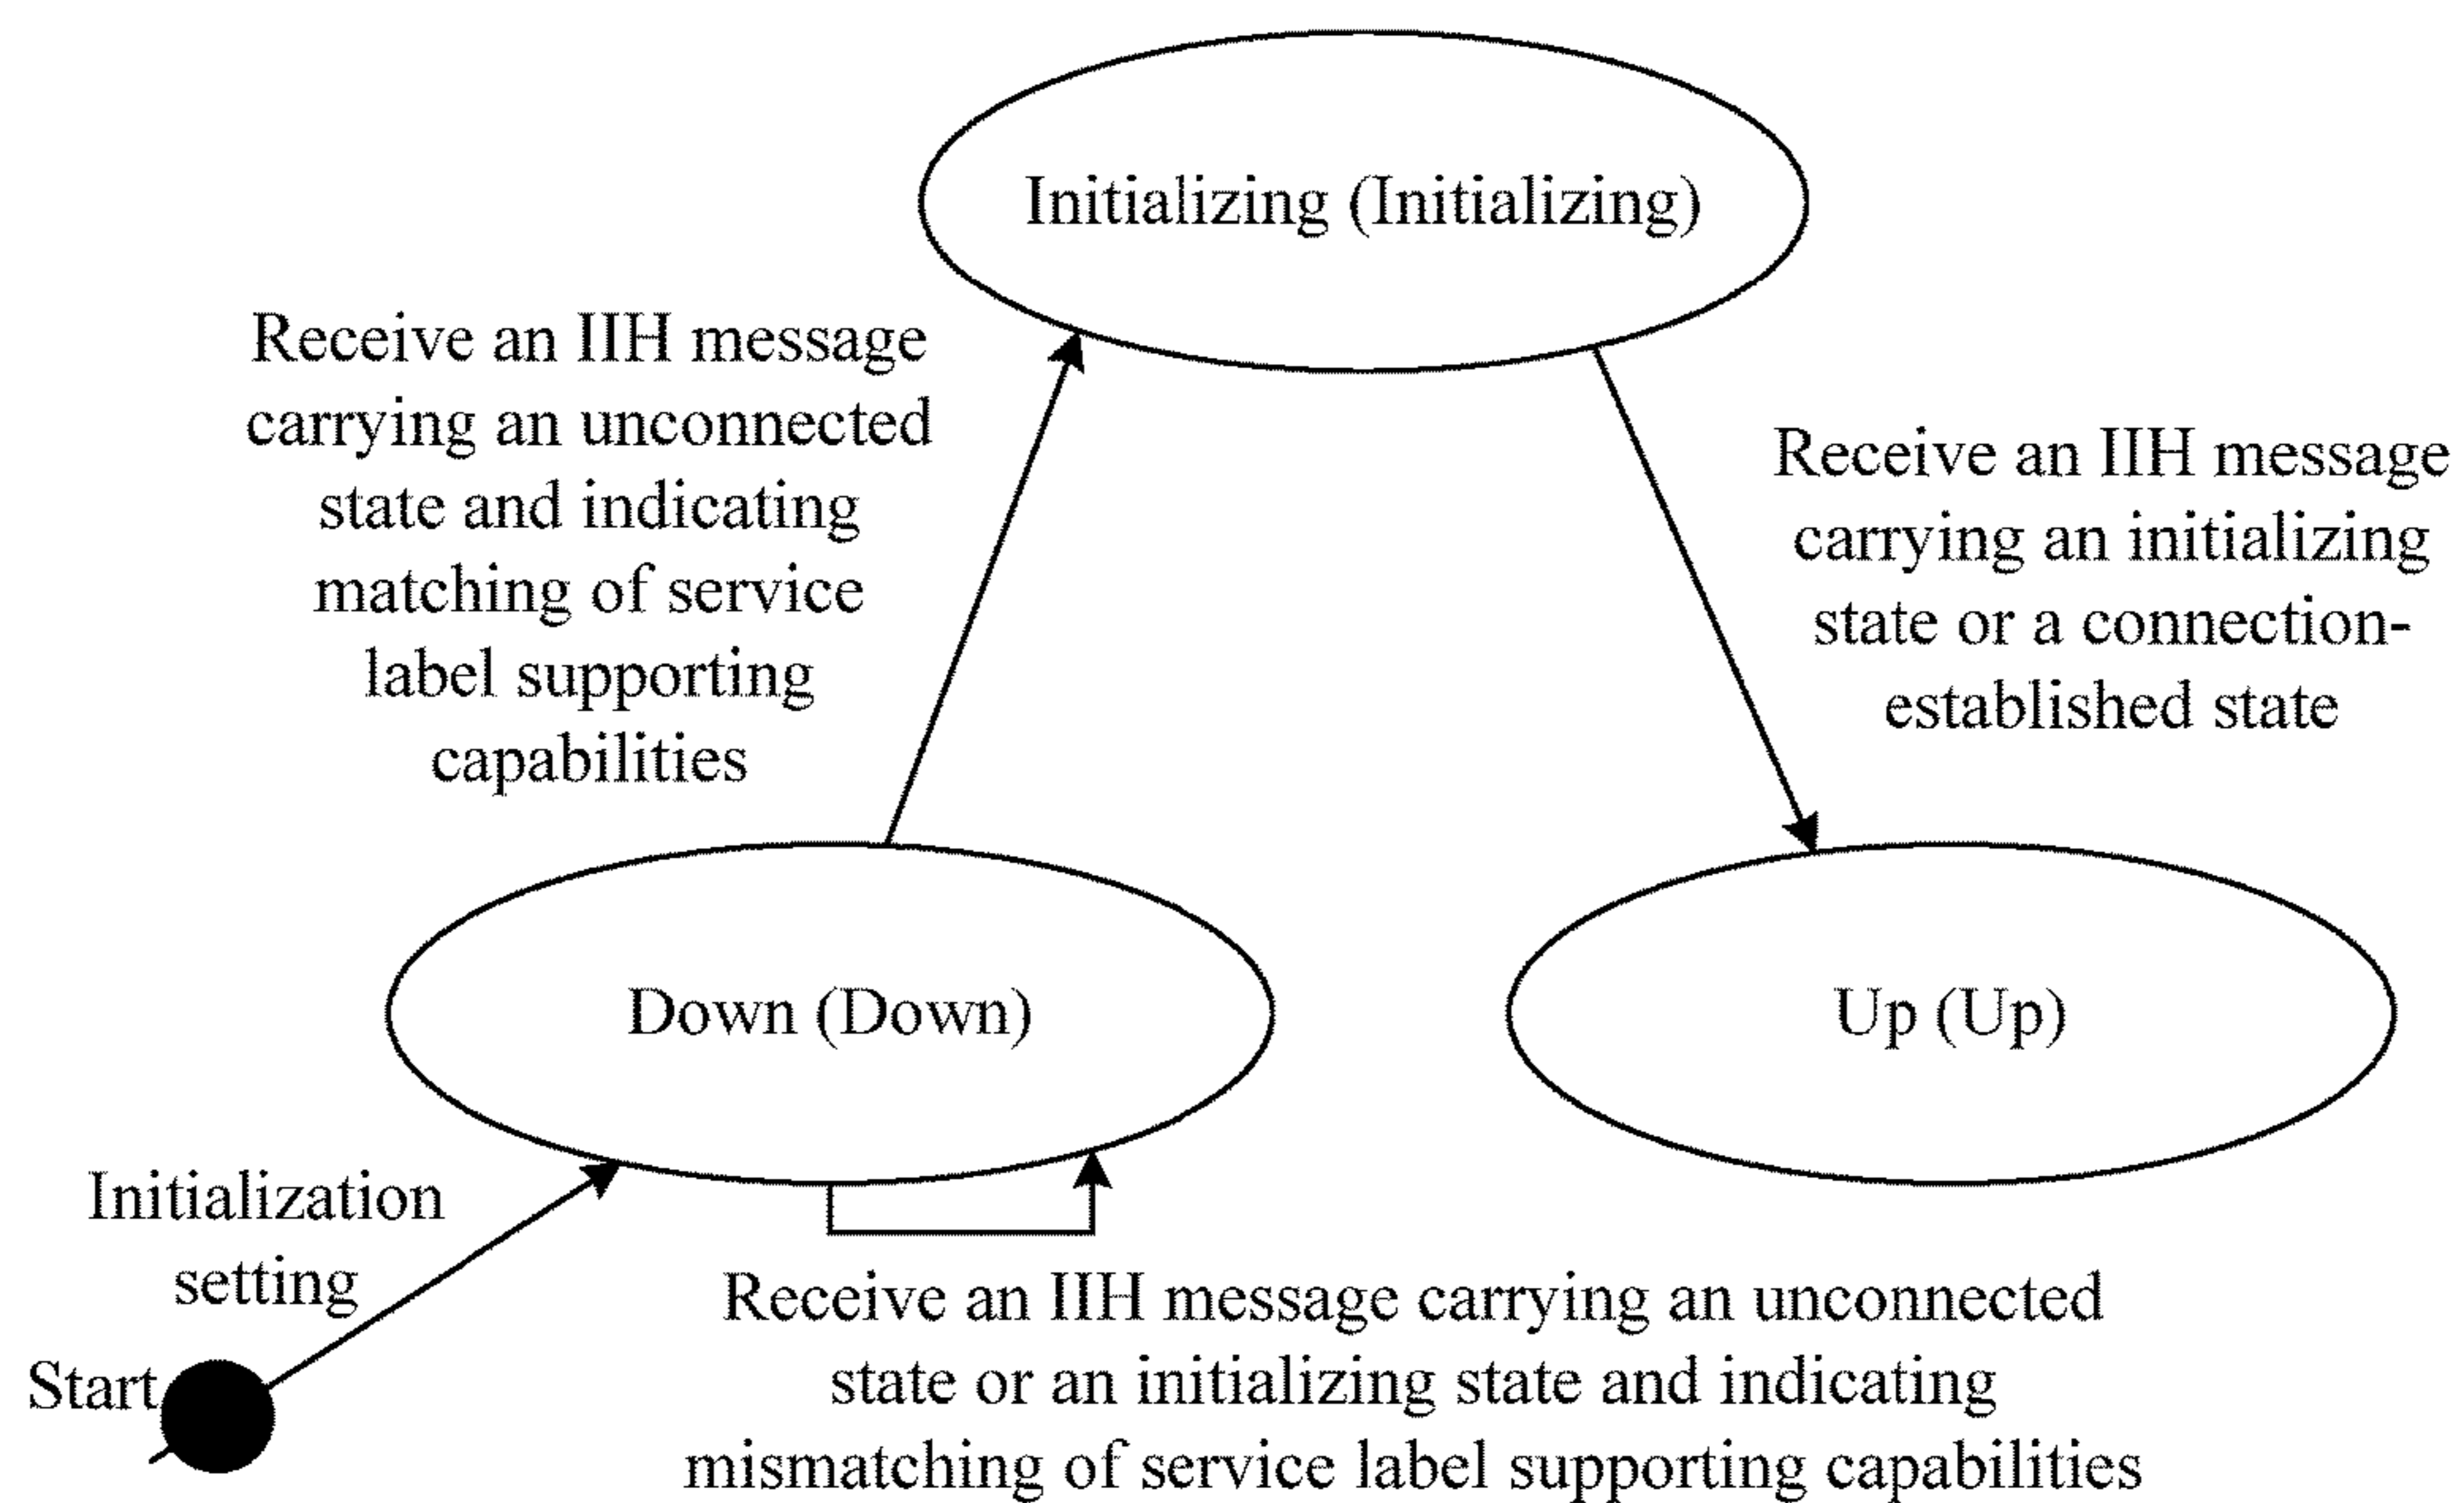 Initializing (Initializing)
Receive an IIH message
carrying an unconnected
state and indicating
matching of service
label supporting
capabilities
Receive an IIH message
carrying an initializing
state or a connection-
established state
Down (Down)
Up (Up)
Initialization
setting
Start
Receive an IIH message carrying an unconnected
state or an initializing state and indicating
mismatching of service label supporting capabilities